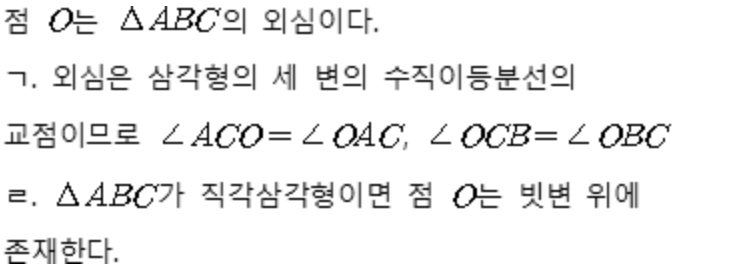 점 O는 △ABC의 외심이다.
ㄱ. 외심은 삼각형의 세 변의 수직이등분선의
교점이므로 ∠ACO=∠OAC, ∠OCB=∠OBC
ㄹ. △ABC가 직각삼각형이면 점 O는 빗변 위에
존재한다.